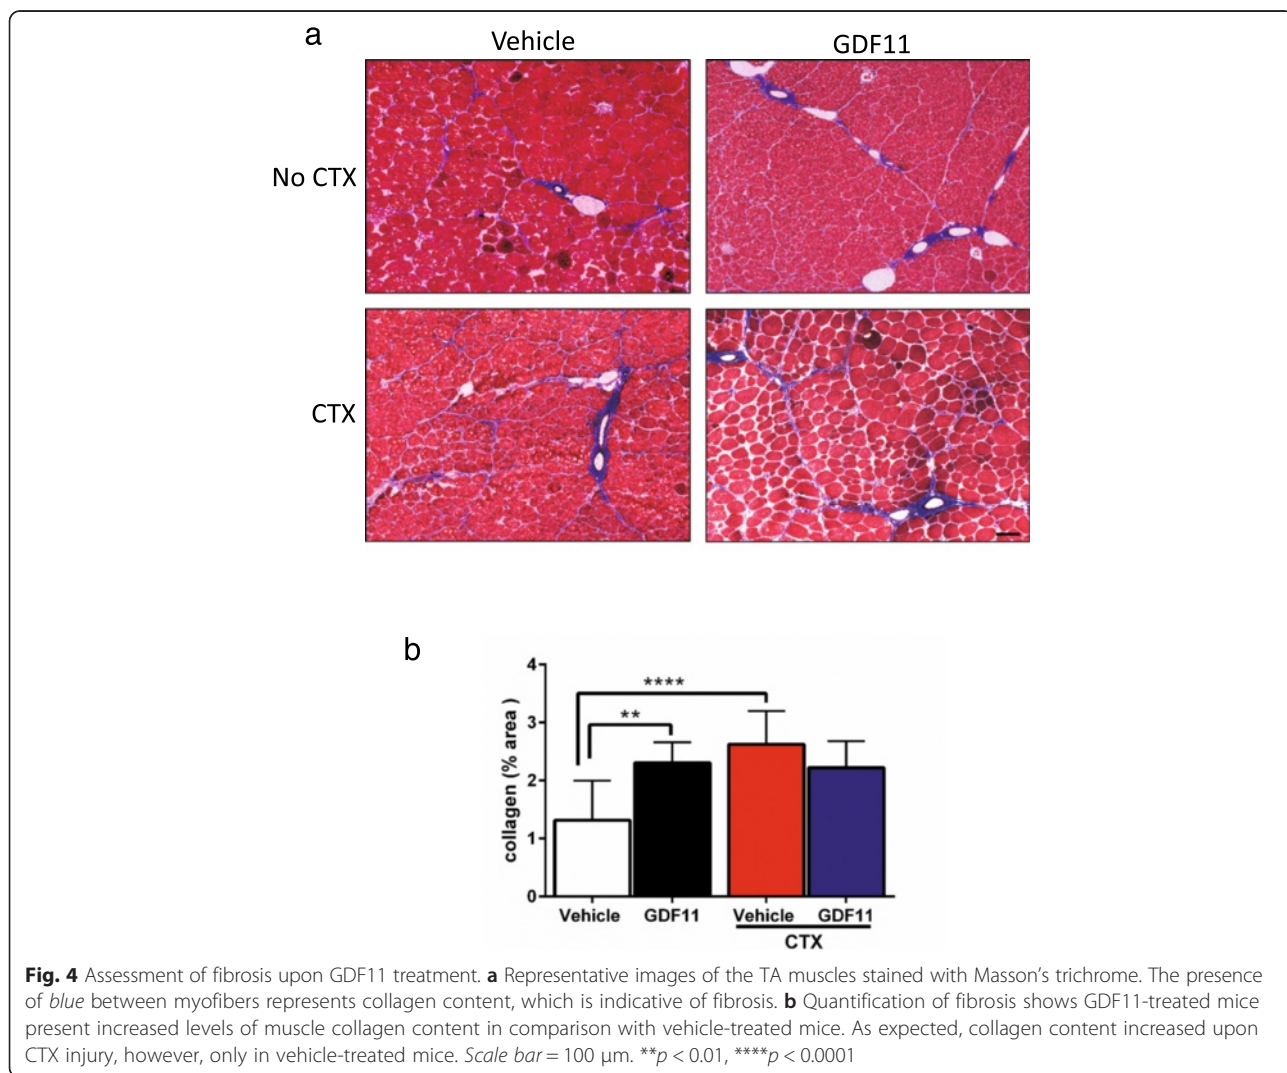 a
Vehicle
GDF11
No CTX
CTX
b
collagen (% area )
4
3
2
1
0
****
**
Vehicle
GDF11
Vehicle
GDF11
CTX
Fig. 4 Assessment of fibrosis upon GDF11 treatment. a Representative images of the TA muscles stained with Masson's trichrome. The presence
of blue between myofibers represents collagen content, which is indicative of fibrosis. b Quantification of fibrosis shows GDF11-treated mice
present increased levels of muscle collagen content in comparison with vehicle-treated mice. As expected, collagen content increased upon
CTX injury, however, only in vehicle-treated mice. Scale bar = 100 μm. **p < 0.01, ****p < 0.0001